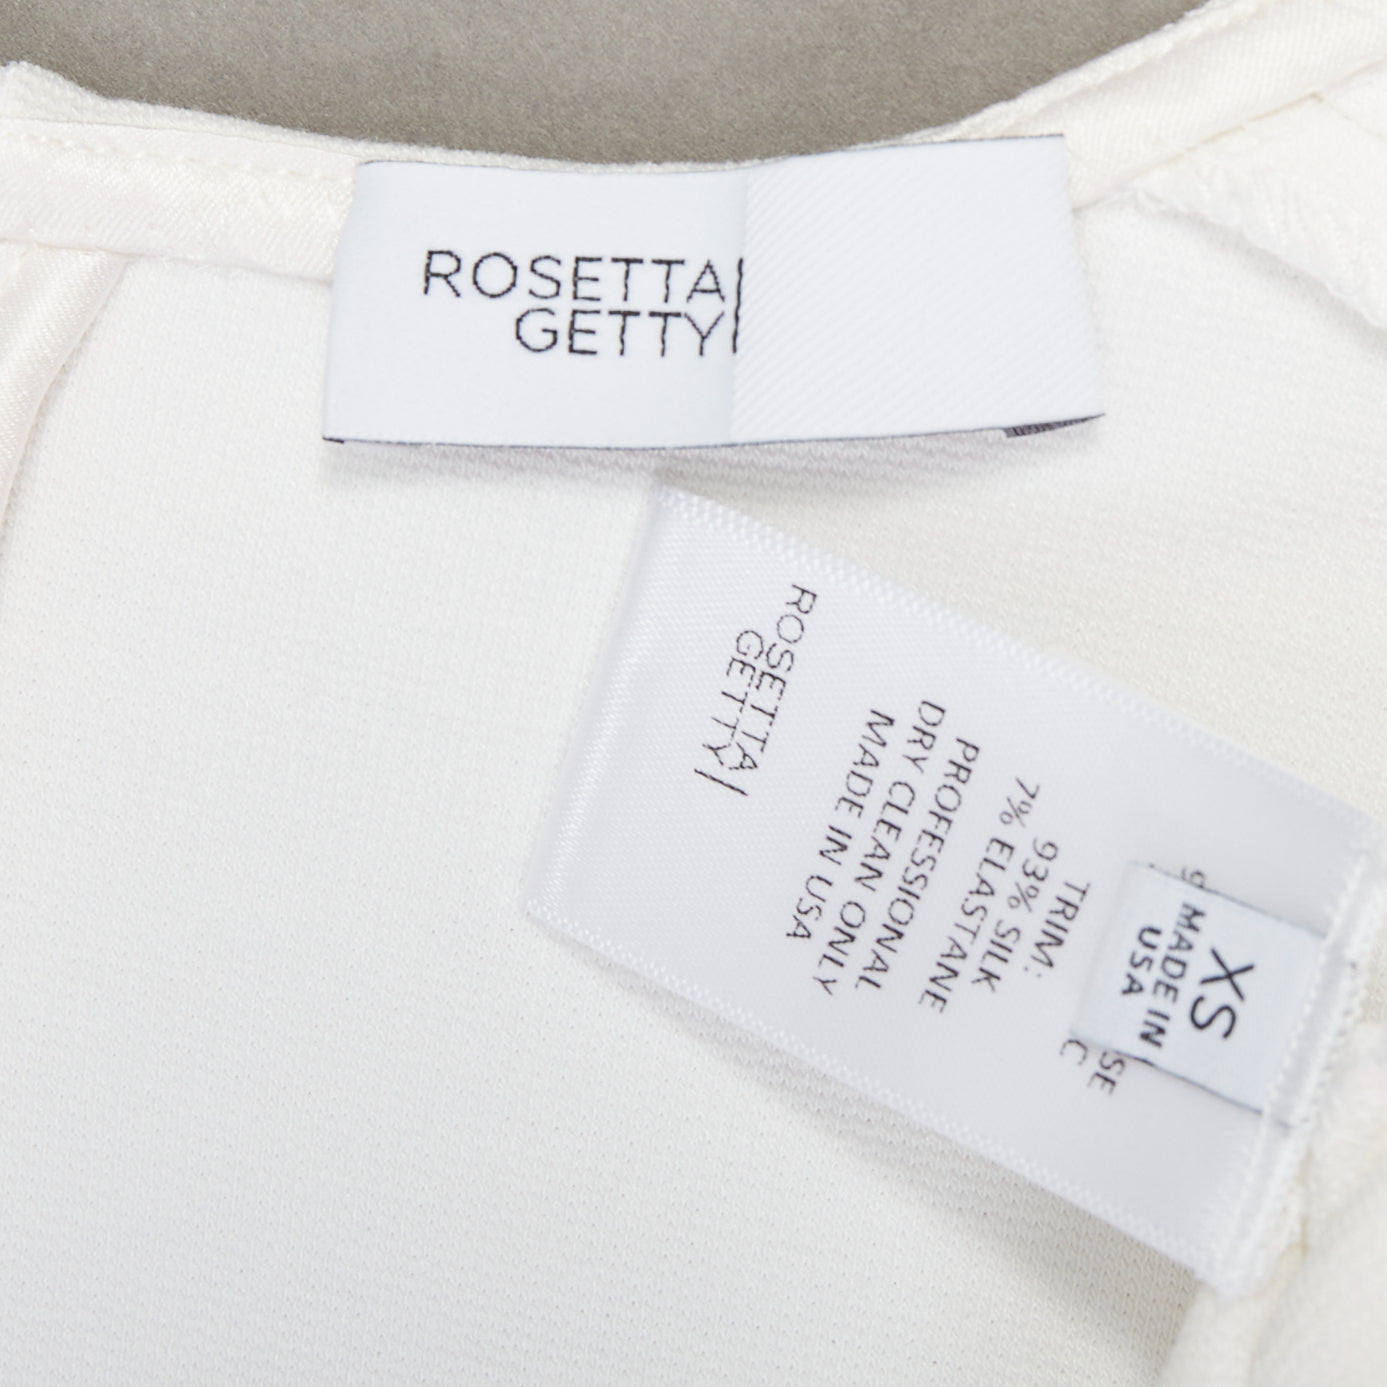 ROSETTA
GETTY
XS
MADE IN
USA
SE
C
TRIM:
93% SILK
7% ELASTANE
PROFESSIONAL
DRY CLEAN ONLY
MADE IN USA
ROSETTA
GETTY